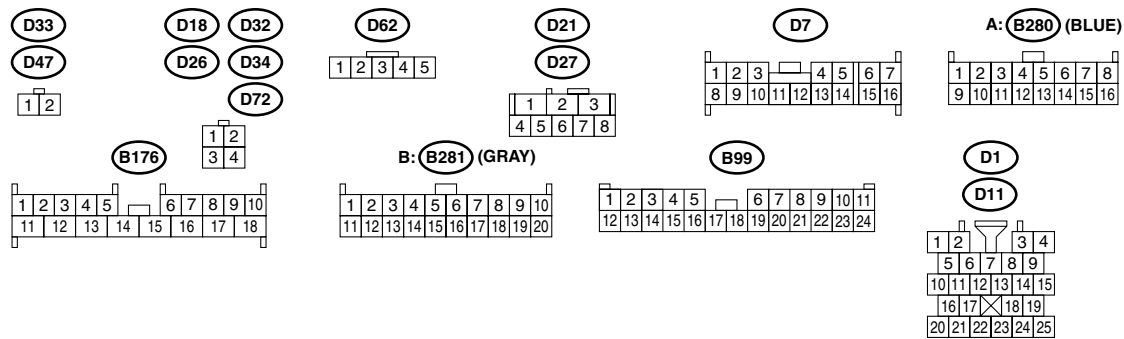 D33 D18 D32 D62 D21 D7 A: B280 (BLUE)
D47 D26 D34 D27
D72
1 2
1 2
3 4
1 2 3 4 5
1 2 3
4 5 6 7 8
1 2 3 4 5 6 7
8 9 10 11 12 13 14 15 16
1 2 3 4 5 6 7 8
9 10 11 12 13 14 15 16
B176 B: B281 (GRAY) B99 D1
D11
1 2 3 4 5 6 7 8 9 10
11 12 13 14 15 16 17 18
1 2 3 4 5 6 7 8 9 10
11 12 13 14 15 16 17 18 19 20
1 2 3 4 5 6 7 8 9 10 11
12 13 14 15 16 17 18 19 20 21 22 23 24
1 2 3 4
5 6 7 8 9
10 11 12 13 14 15
16 17 18 19
20 21 22 23 24 25